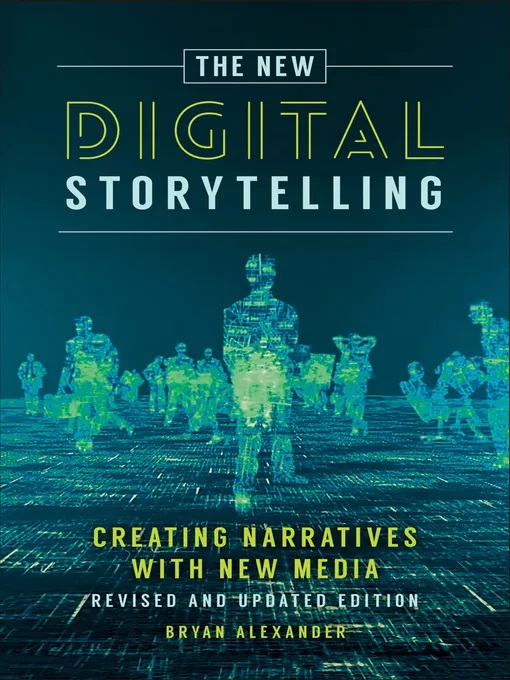 THE NEW
DIGITAL
STORYTELLING
CREATING NARRATIVES
WITH NEW MEDIA
REVISED AND UPDATED EDITION
BRYAN ALEXANDER